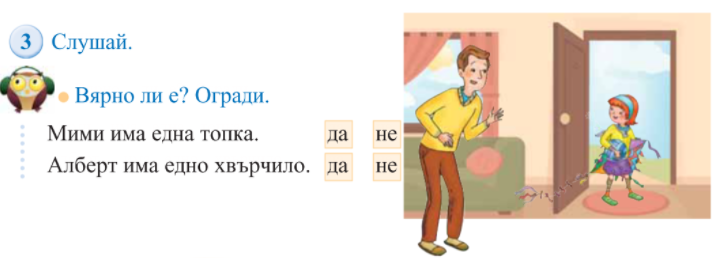 3 Слушай.
Вярно ли е? Огради.
Мими има една топка. да не
Алберт има едно хвърчило. да не